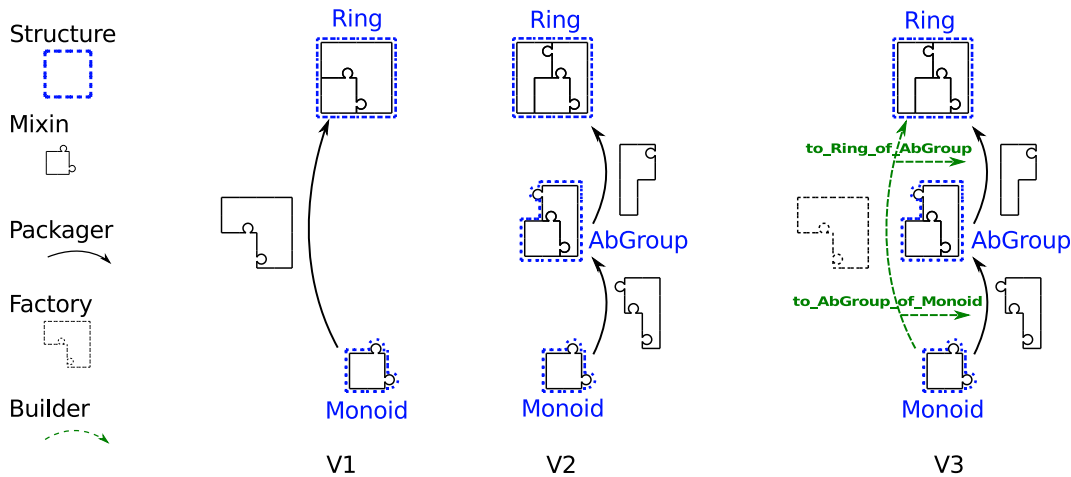 Structure
Mixin
Packager
Factory
Builder
Ring
Monoid
V1
Ring
AbGroup
Monoid
V2
Ring
to_Ring_of_AbGroup
AbGroup
to_AbGroup_of_Monoid
Monoid
V3